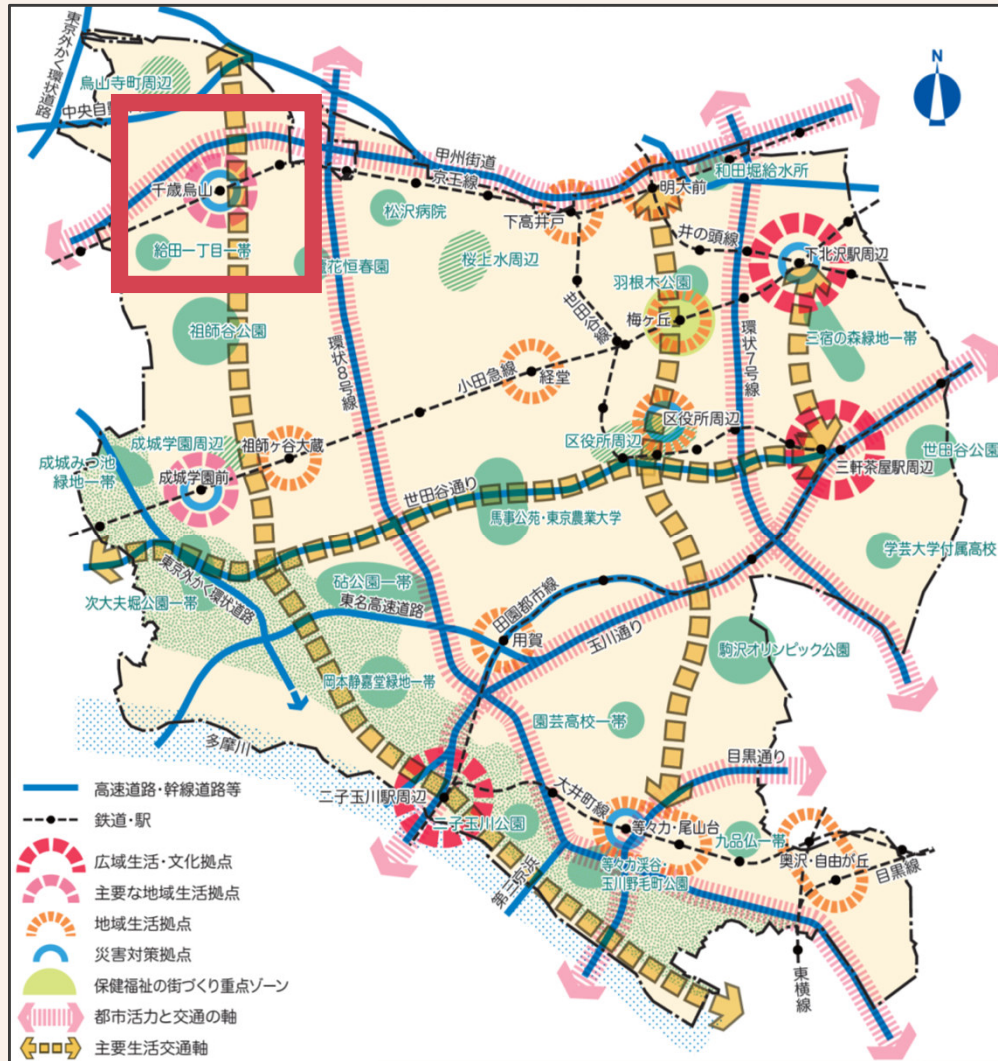 東京外かく環状道路
烏山寺町周辺
中央自動
N
甲州街道
京王線
和田堀給水所
明大前
千歳烏山
松沢病院
下高井戸
井の頭線
給田一丁目一帯
花恒春園
桜上水周辺
下北沢駅周辺
羽根木公園
世田谷線
梅ヶ丘
祖師谷公園
環状8号線
環状7号線
三宿の森緑地一帯
小田急線
経堂
成城学園周辺
祖師ヶ谷大蔵
区役所周辺
区役所周辺
世田谷公園
成城みつ池
緑地一帯
成城学園前
三軒茶屋駅周辺
世田谷通り
馬事公苑・東京農業大学
学芸大学付属高校
東京外かく環状道路
砧公園一帯
次大夫堀公園一帯
東名高速道路
田園都市線
用賀
玉川通り
駒沢オリンピック公園
岡本静嘉堂緑地一帯
園芸高校一帯
多摩川
目黒通り
大井町線
二子玉川駅周辺
二子玉川公園
等々力・尾山台
九品仏一帯
奥沢・自由が丘
目黒線
等々力渓谷・
玉川野毛町公園
第三京浜
東横線
高速道路・幹線道路等
鉄道・駅
広域生活・文化拠点
主要な地域生活拠点
地域生活拠点
災害対策拠点
保健福祉の街づくり重点ゾーン
都市活力と交通の軸
主要生活交通軸